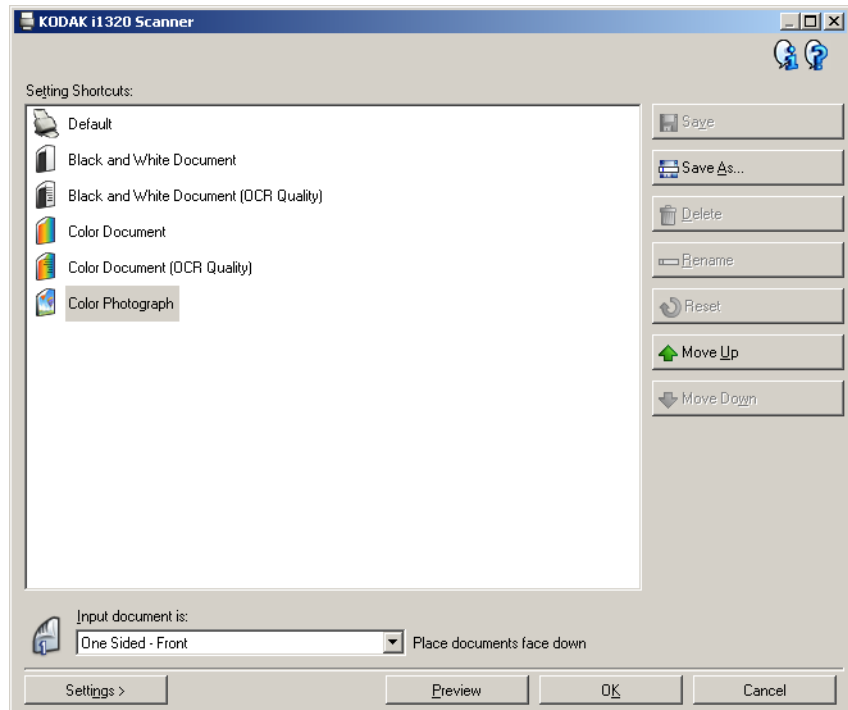 KODAK i1320 Scanner
Setting Shortcuts:
Default
Black and White Document
Black and White Document (OCR Quality)
Color Document
Color Document (OCR Quality)
Color Photograph
Save
Save As...
Delete
Rename
Reset
Move Up
Move Down
Input document is:
One Sided - Front
Place documents face down
Settings >
Preview
OK
Cancel